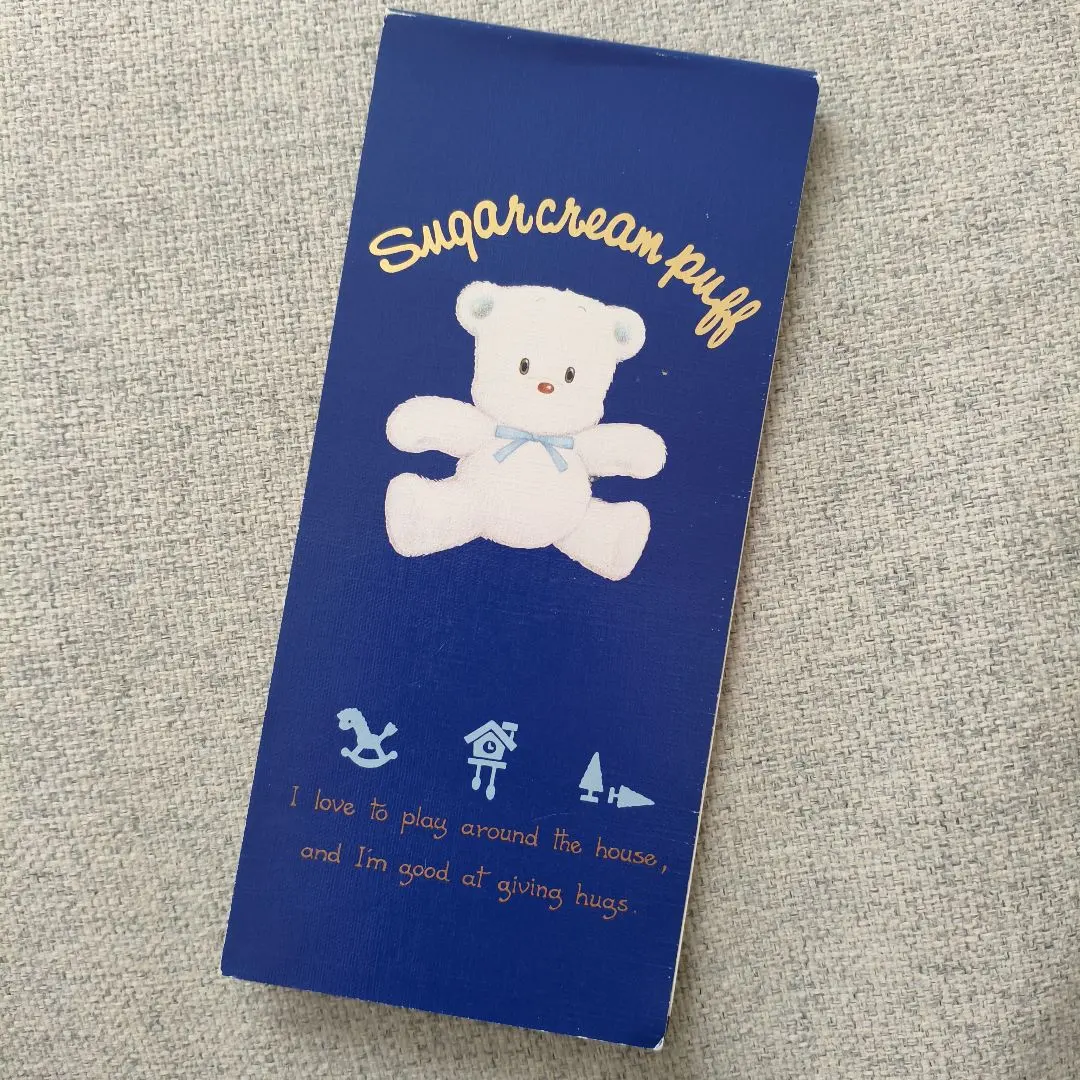 Sugarcream puff
I love to play around the house,
and I'm good at giving hugs.